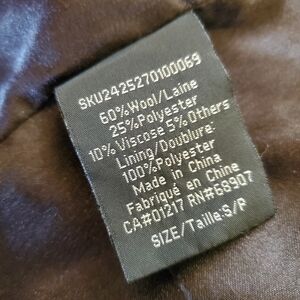 SKU2425270100069
60%Wool/Laine
25%Polyester
10% Viscose 5% Others
Lining/Doublure:
100%Polyester
Made in China
Fabriqué en Chine
CA#01217 RN#68907
SIZE/Taille:S/P